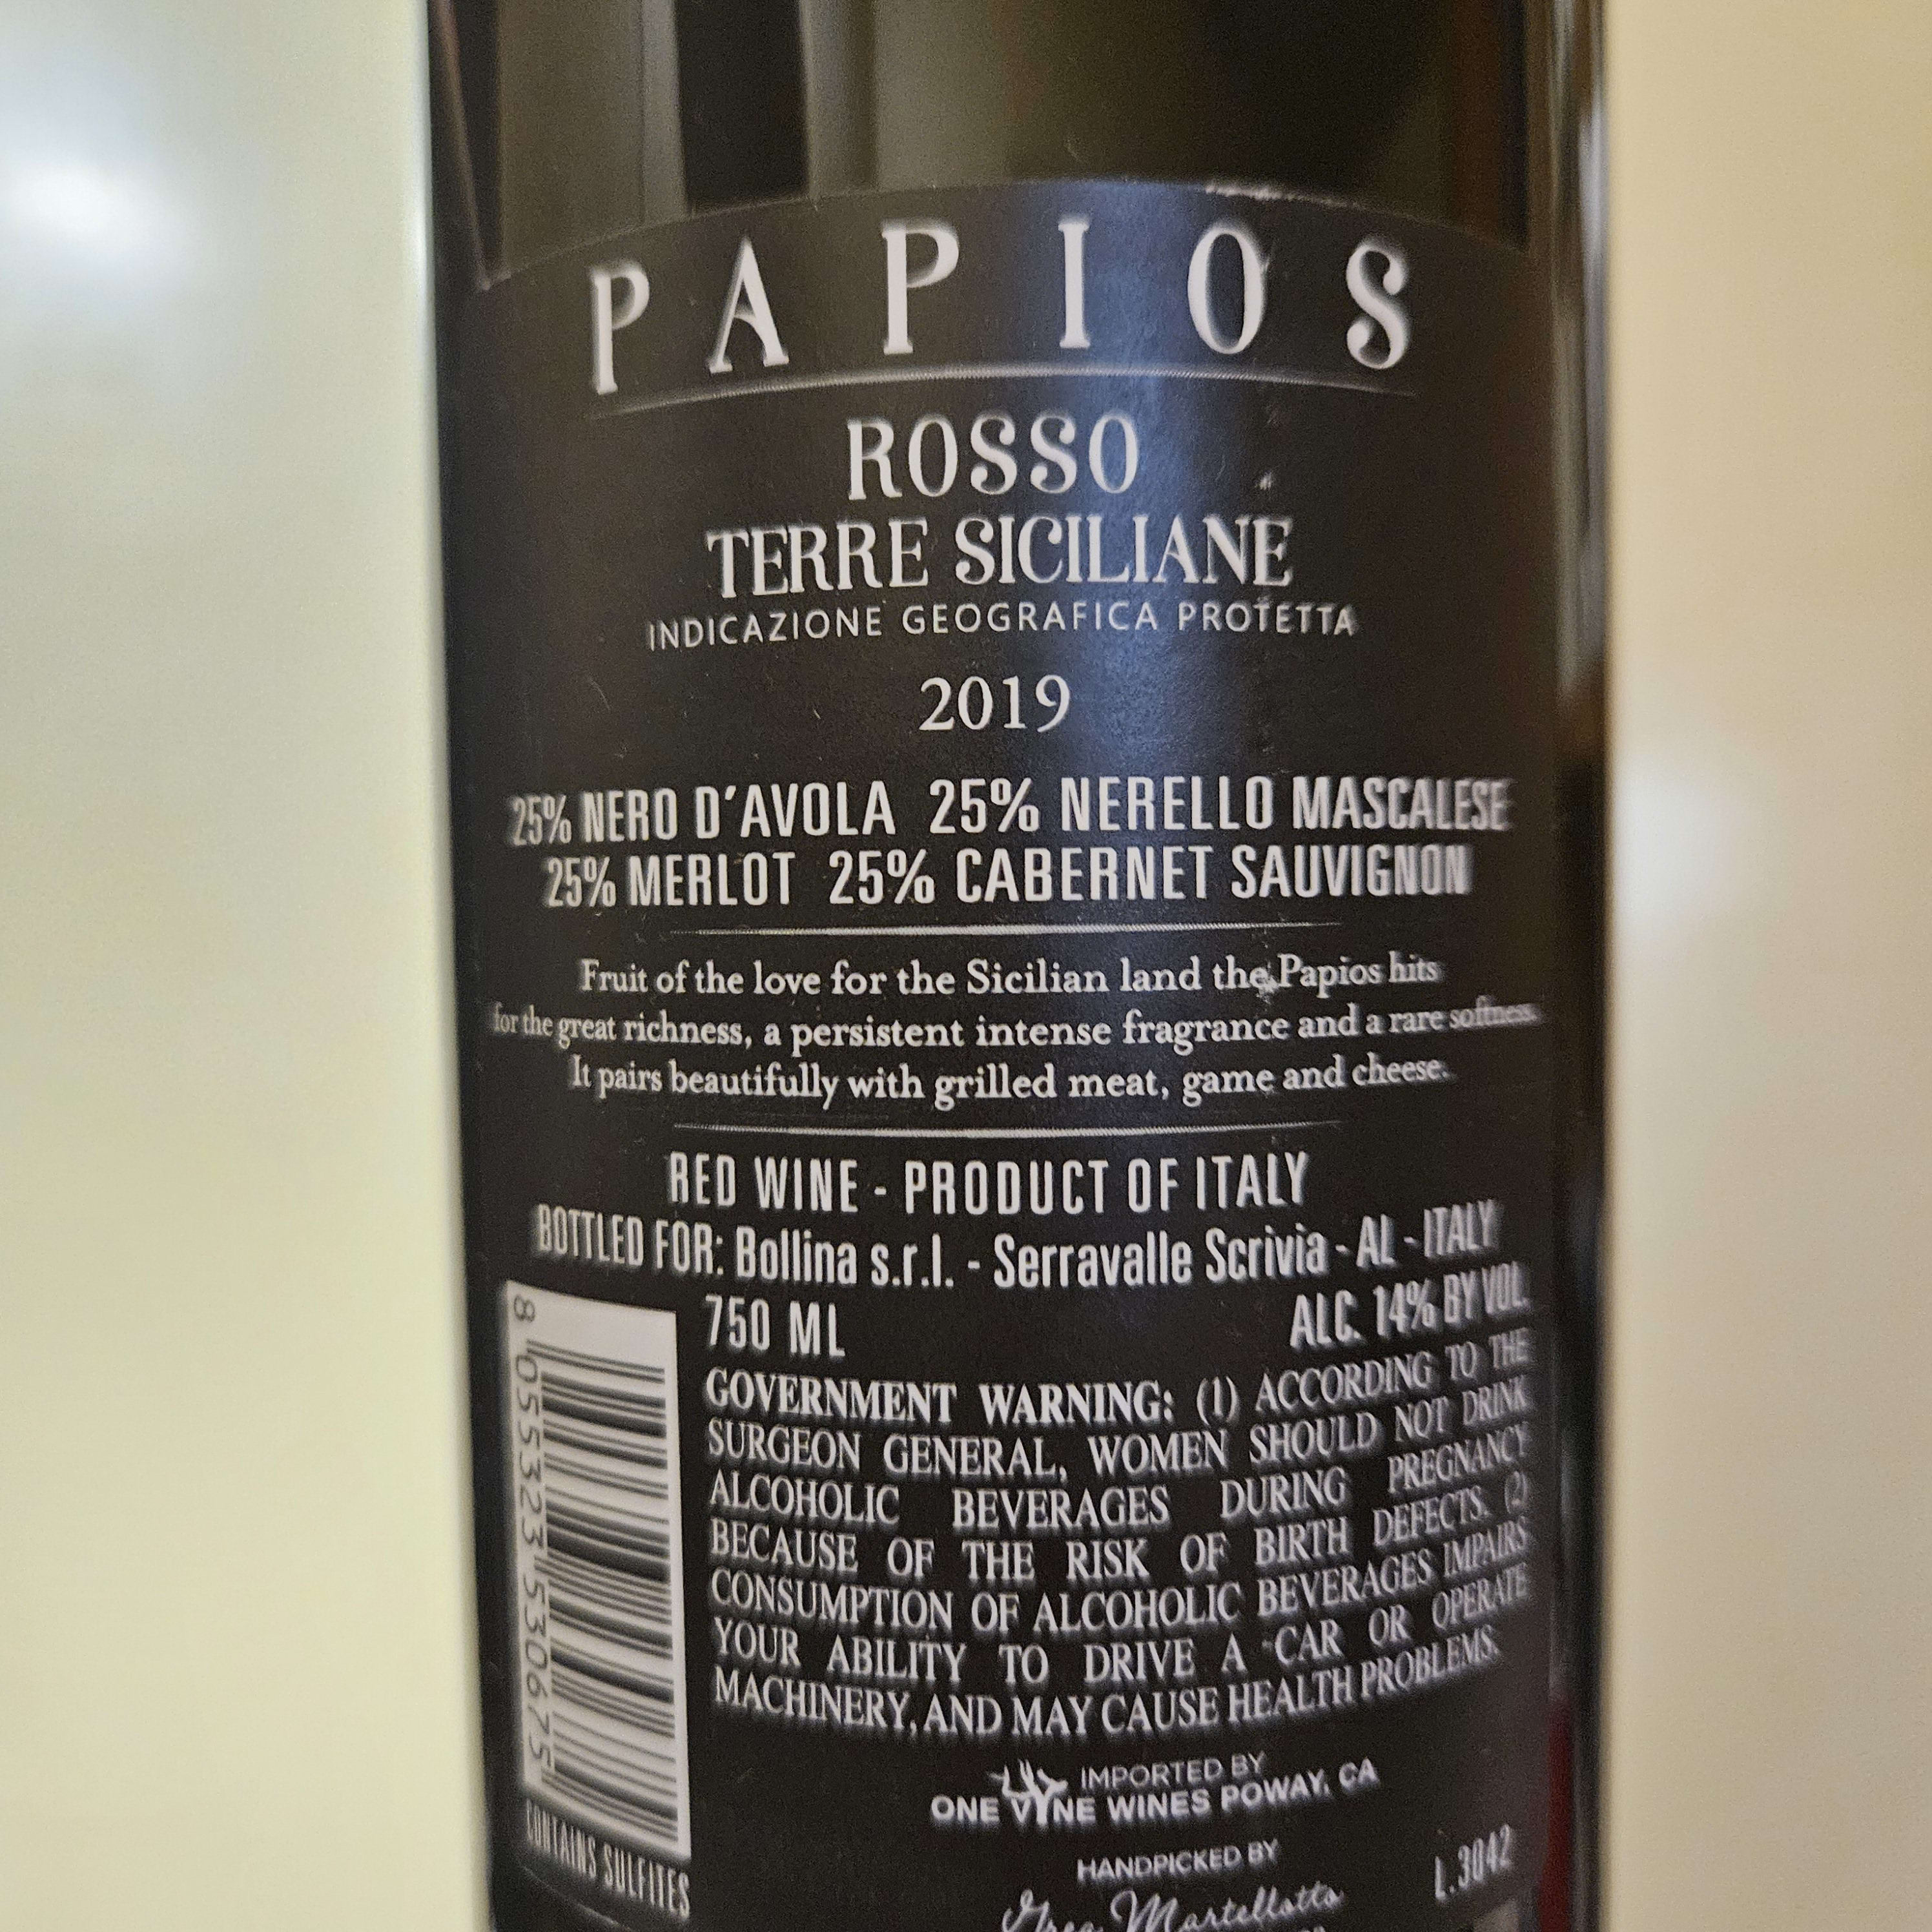 PAPIOS
ROSSO
TERRE SICILIANE
INDICAZIONE GEOGRAFICA PROTETTA
2019
25% NERO D'AVOLA 25% NERELLO MASCALESE
25% MERLOT 25% CABERNET SAUVIGNON
Fruit of the love for the Sicilian land the Papios hits
for the great richness, a persistent intense fragrance and a rare softness.
It pairs beautifully with grilled meat, game and cheese.
RED WINE - PRODUCT OF ITALY
BOTTLED FOR: Bollina s.r.l. - Serravalle Scrivia - AL - ITALY
750 ML ALC. 14% BY VOL.
GOVERNMENT WARNING: (1) ACCORDING TO THE
SURGEON GENERAL, WOMEN SHOULD NOT DRINK
ALCOHOLIC BEVERAGES DURING PREGNANCY
BECAUSE OF THE RISK OF BIRTH DEFECTS. (2)
CONSUMPTION OF ALCOHOLIC BEVERAGES IMPAIRS
YOUR ABILITY TO DRIVE A CAR OR OPERATE
MACHINERY, AND MAY CAUSE HEALTH PROBLEMS.
8 055323 530675
CONTAINS SULFITES
IMPORTED BY
ONE VINE WINES POWAY, CA
HANDPICKED BY
Greg Martellotto
L.3042